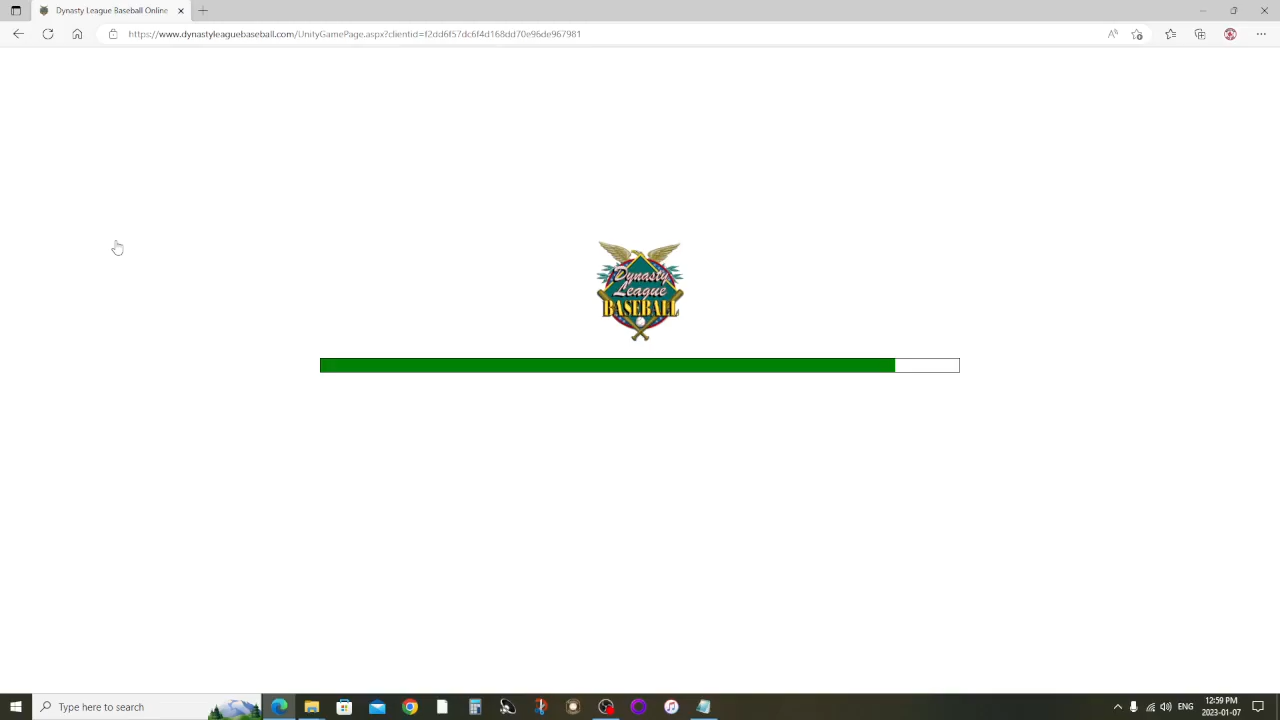 Dynasty League Baseball Online
https://www.dynastyleaguebaseball.com/UnityGamePage.aspx?clientid=f2dd6f57dc6f4d168dd70e96de967981
Dynasty
League
BASEBALL
Type here to search
ENG
12:59 PM
2023-01-07